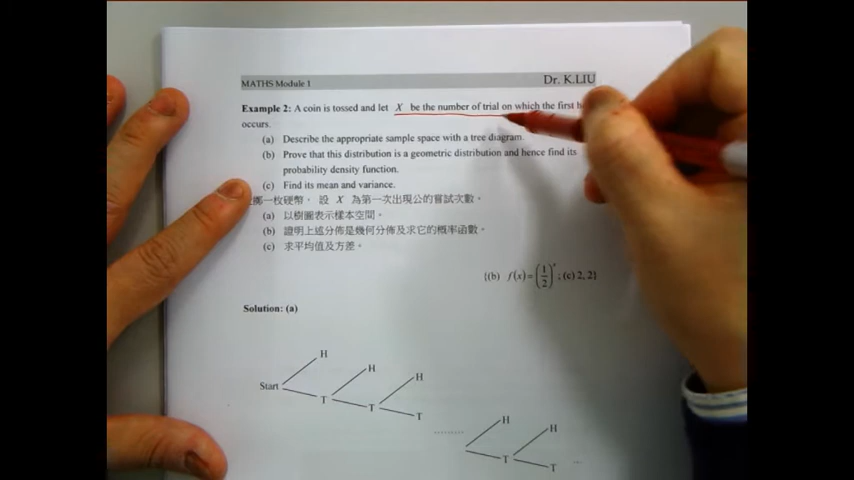 MATHS Module 1 Dr. K.LIU
Example 2: A coin is tossed and let X be the number of trial on which the first
occurs.
(a) Describe the appropriate sample space with a tree diagram.
(b) Prove that this distribution is a geometric distribution and hence find its
probability density function.
(c) Find its mean and variance.
擲一枚硬幣。 設 X 為第一次出現公的嘗試次數。
(a) 以樹圖表示樣本空間。
(b) 證明上述分佈是幾何分佈及求它的概率函數。
(c) 求平均值及方差。
{(b) f(x)=(1/2)^x ; (c) 2, 2}
Solution: (a)
H
H
H
Start
T
T
T
H
H
.........
T
T
...